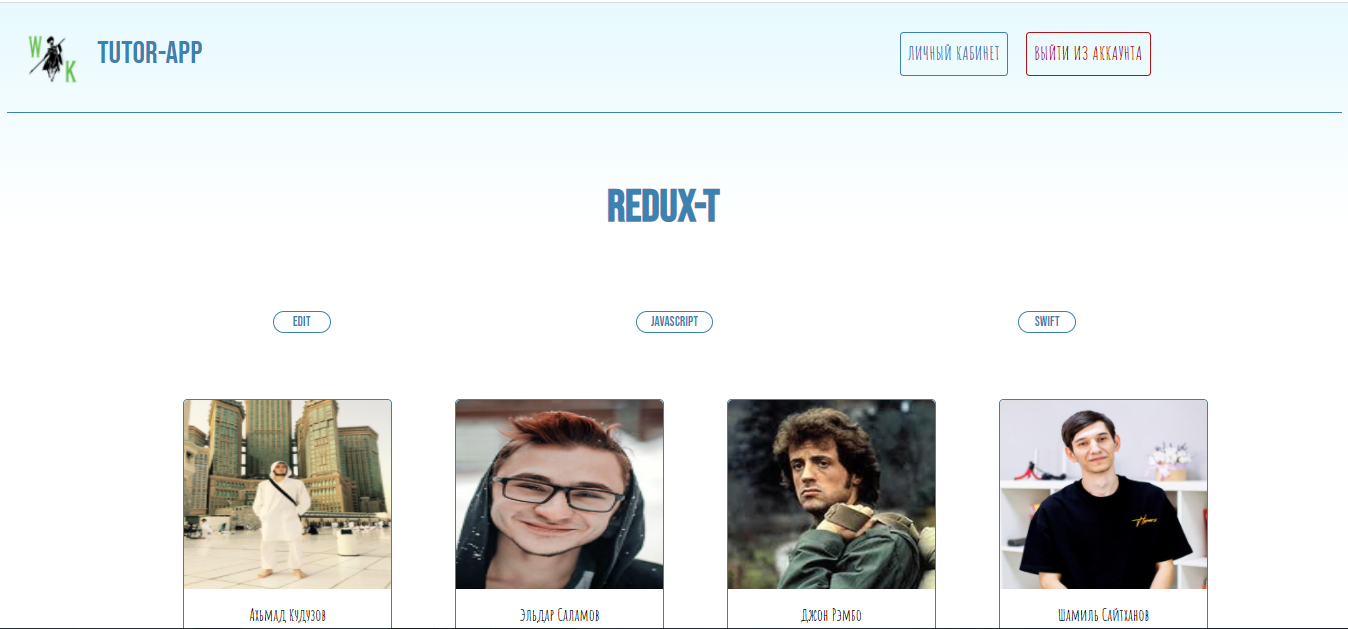 W K
TUTOR-APP
ЛИЧНЫЙ КАБИНЕТ
ВЫЙТИ ИЗ АККАУНТА
REDUX-T
EDIT
JAVASCRIPT
SWIFT
Ахьмад Кудузов
Эльдар Саламов
Джон Рэмбо
Шамиль Сайтханов